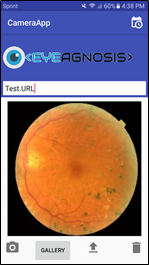 Sprint 60% 4:38 PM
CameraApp
<EYEAGNOSIS>
Test.URL
GALLERY